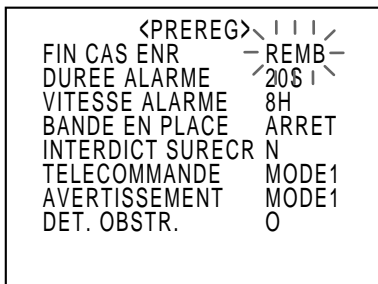 <PREREG>
FIN CAS ENR REMB
DUREE ALARME 20S
VITESSE ALARME 8H
BANDE EN PLACE ARRET
INTERDICT SURECR N
TELECOMMANDE MODE1
AVERTISSEMENT MODE1
DET. OBSTR. O